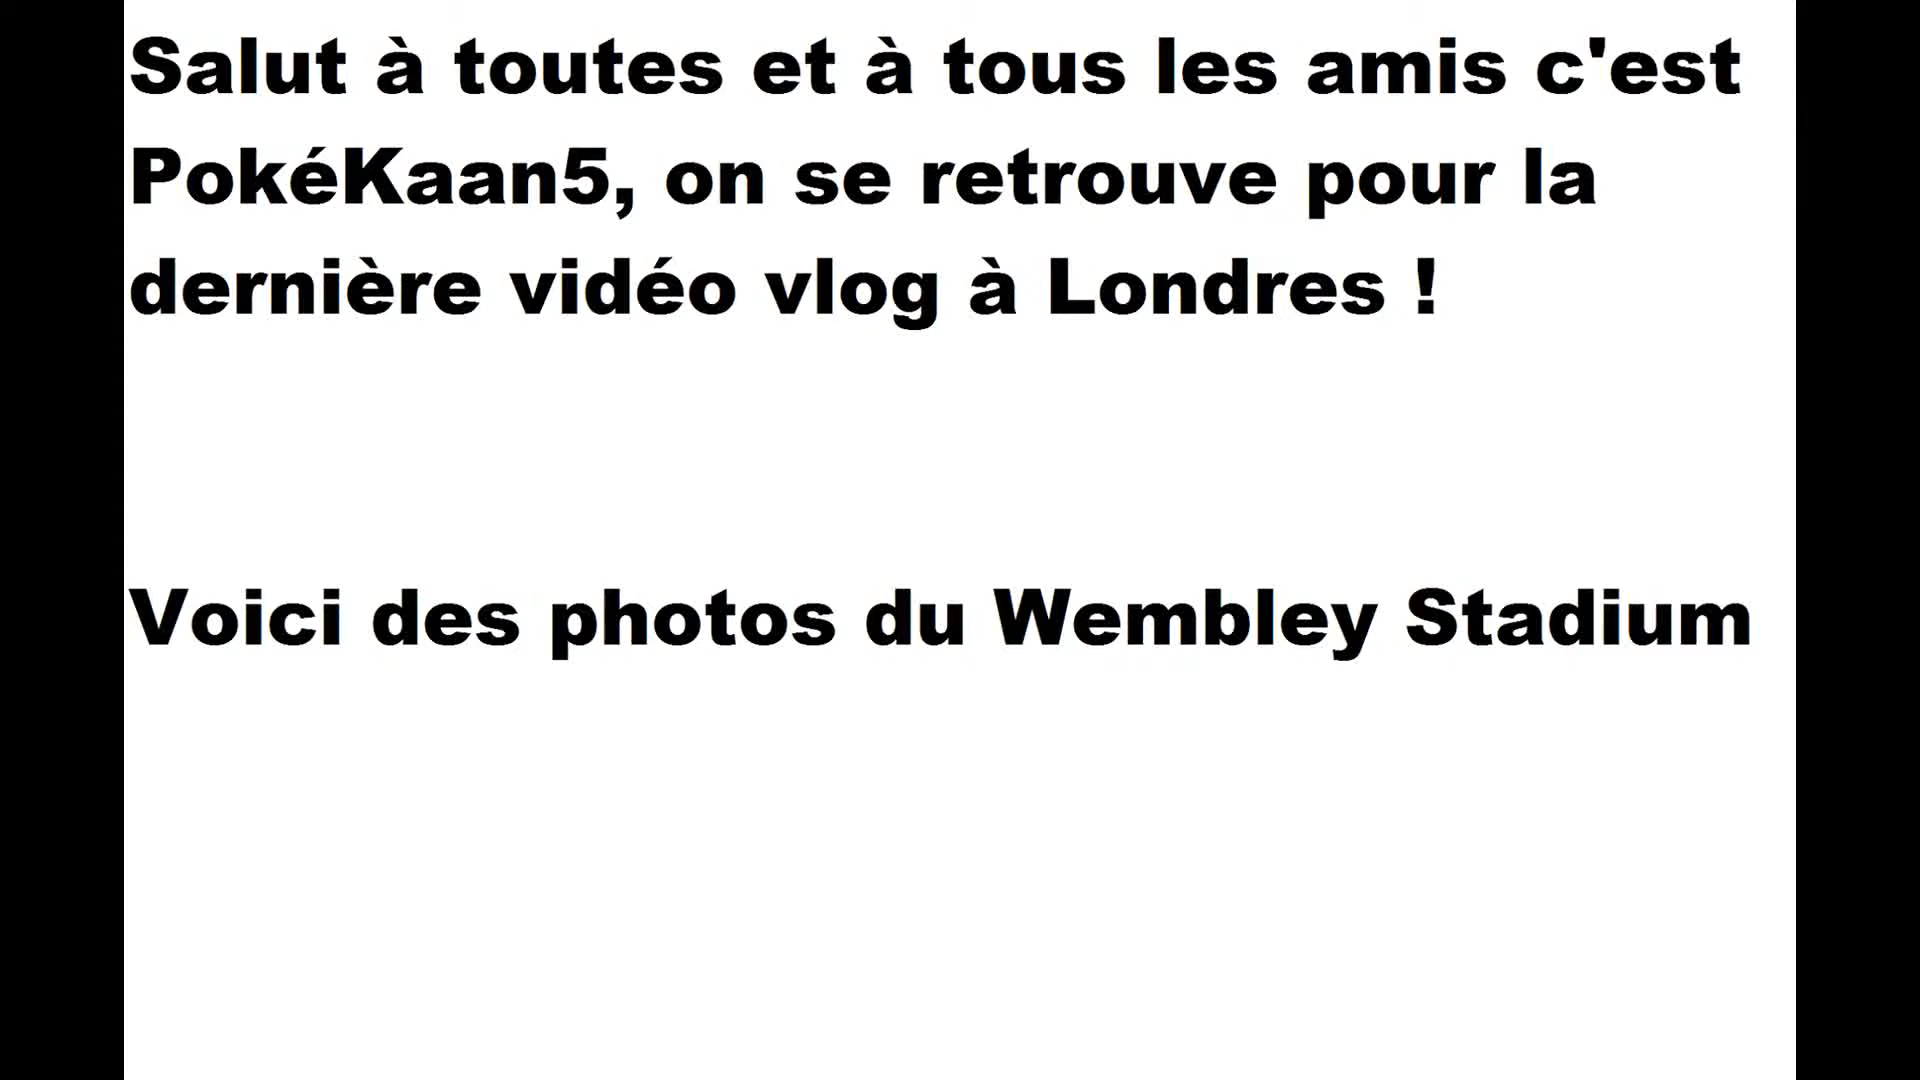 Salut à toutes et à tous les amis c'est
PokéKaan5, on se retrouve pour la
dernière vidéo vlog à Londres !
Voici des photos du Wembley Stadium